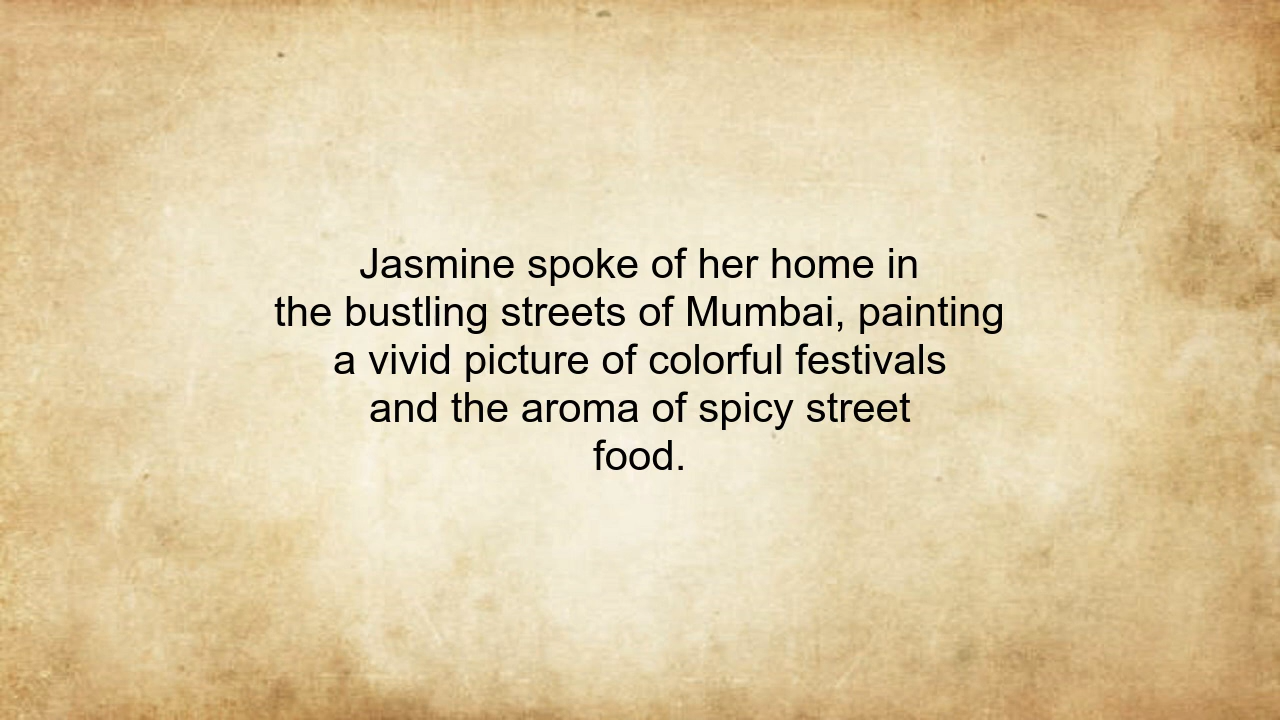 Jasmine spoke of her home in
the bustling streets of Mumbai, painting
a vivid picture of colorful festivals
and the aroma of spicy street
food.